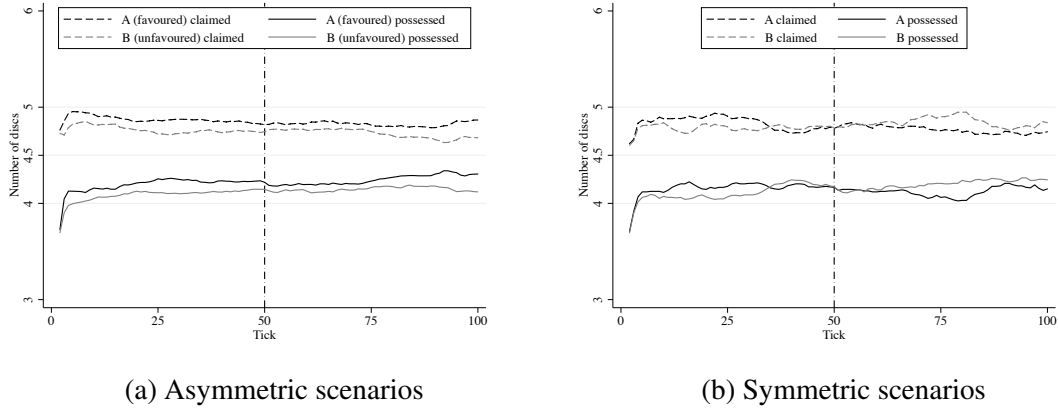 A (favoured) claimed A (favoured) possessed
B (unfavoured) claimed B (unfavoured) possessed
Number of discs
6
5
4.5
4
3
0 25 50 75 100
Tick
(a) Asymmetric scenarios
A claimed A possessed
B claimed B possessed
Number of discs
6
5
4.5
4
3
0 25 50 75 100
Tick
(b) Symmetric scenarios